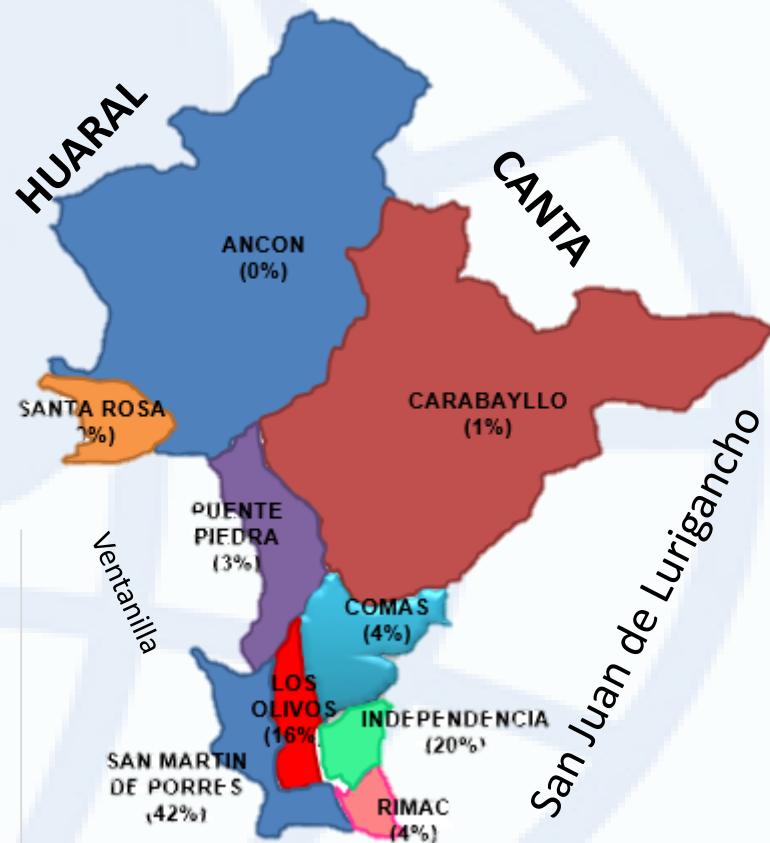 HUARAL
CANTA
ANCON
(0%)
SANTA ROSA
%)
CARABAYLLO
(1%)
San Juan de Lurigancho
PUENTE
PIEDRA
(3%)
Ventanilla
COMAS
(4%)
LOS
OLIVOS
(16%
INDEPENDENCIA
(20%)
SAN MARTIN
DE PORRES
(42%)
RIMAC
(4%)